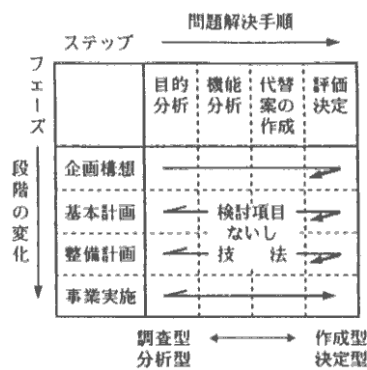 問題解決手順
ステップ
フェーズ
目的分析
機能分析
代替案の作成
評価決定
段階の変化
企画構想
基本計画
整備計画
事業実施
検討項目
ないし
技　法
調査型
分析型
作成型
決定型